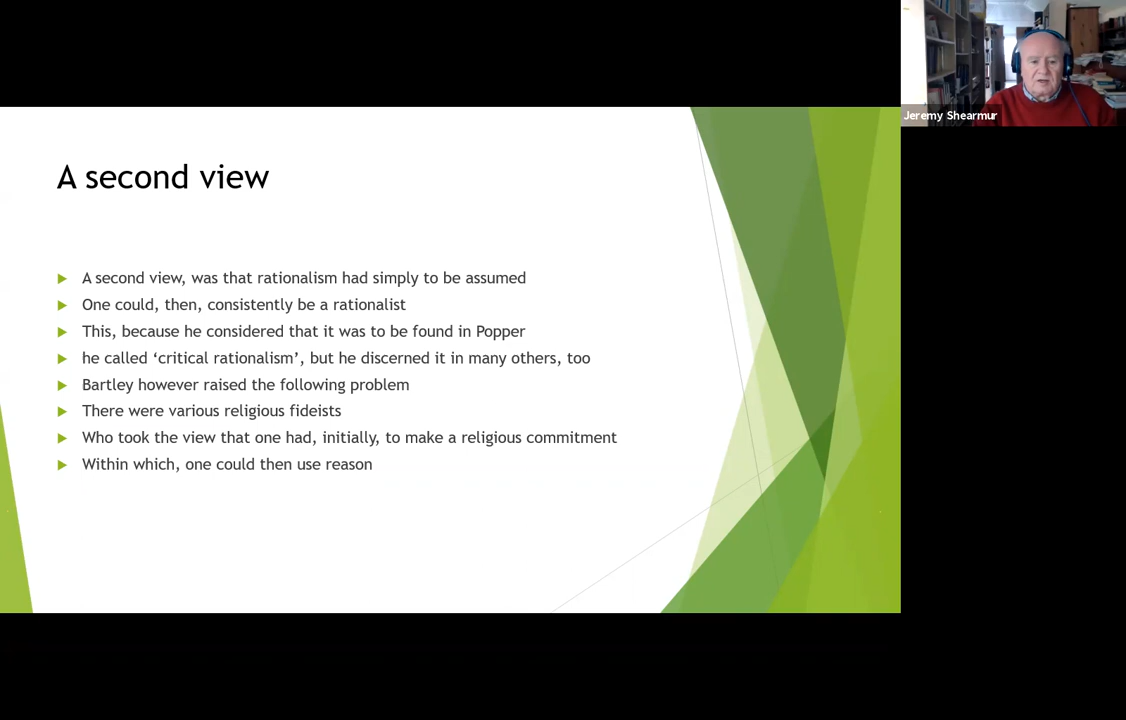 Jeremy Shearmur
A second view
A second view, was that rationalism had simply to be assumed
One could, then, consistently be a rationalist
This, because he considered that it was to be found in Popper
he called ‘critical rationalism’, but he discerned it in many others, too
Bartley however raised the following problem
There were various religious fideists
Who took the view that one had, initially, to make a religious commitment
Within which, one could then use reason